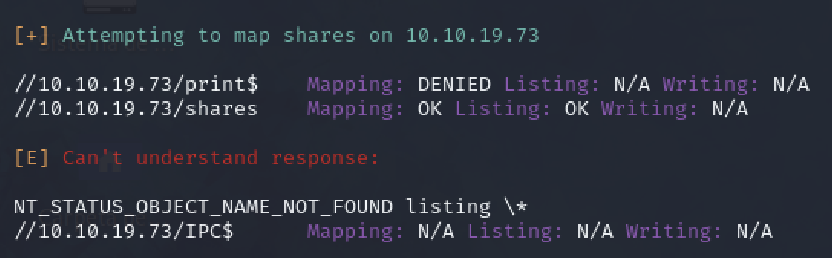 [+] Attempting to map shares on 10.10.19.73
//10.10.19.73/print$ Mapping: DENIED Listing: N/A Writing: N/A
//10.10.19.73/shares Mapping: OK Listing: OK Writing: N/A
[E] Can't understand response:
NT_STATUS_OBJECT_NAME_NOT_FOUND listing \*
//10.10.19.73/IPC$ Mapping: N/A Listing: N/A Writing: N/A